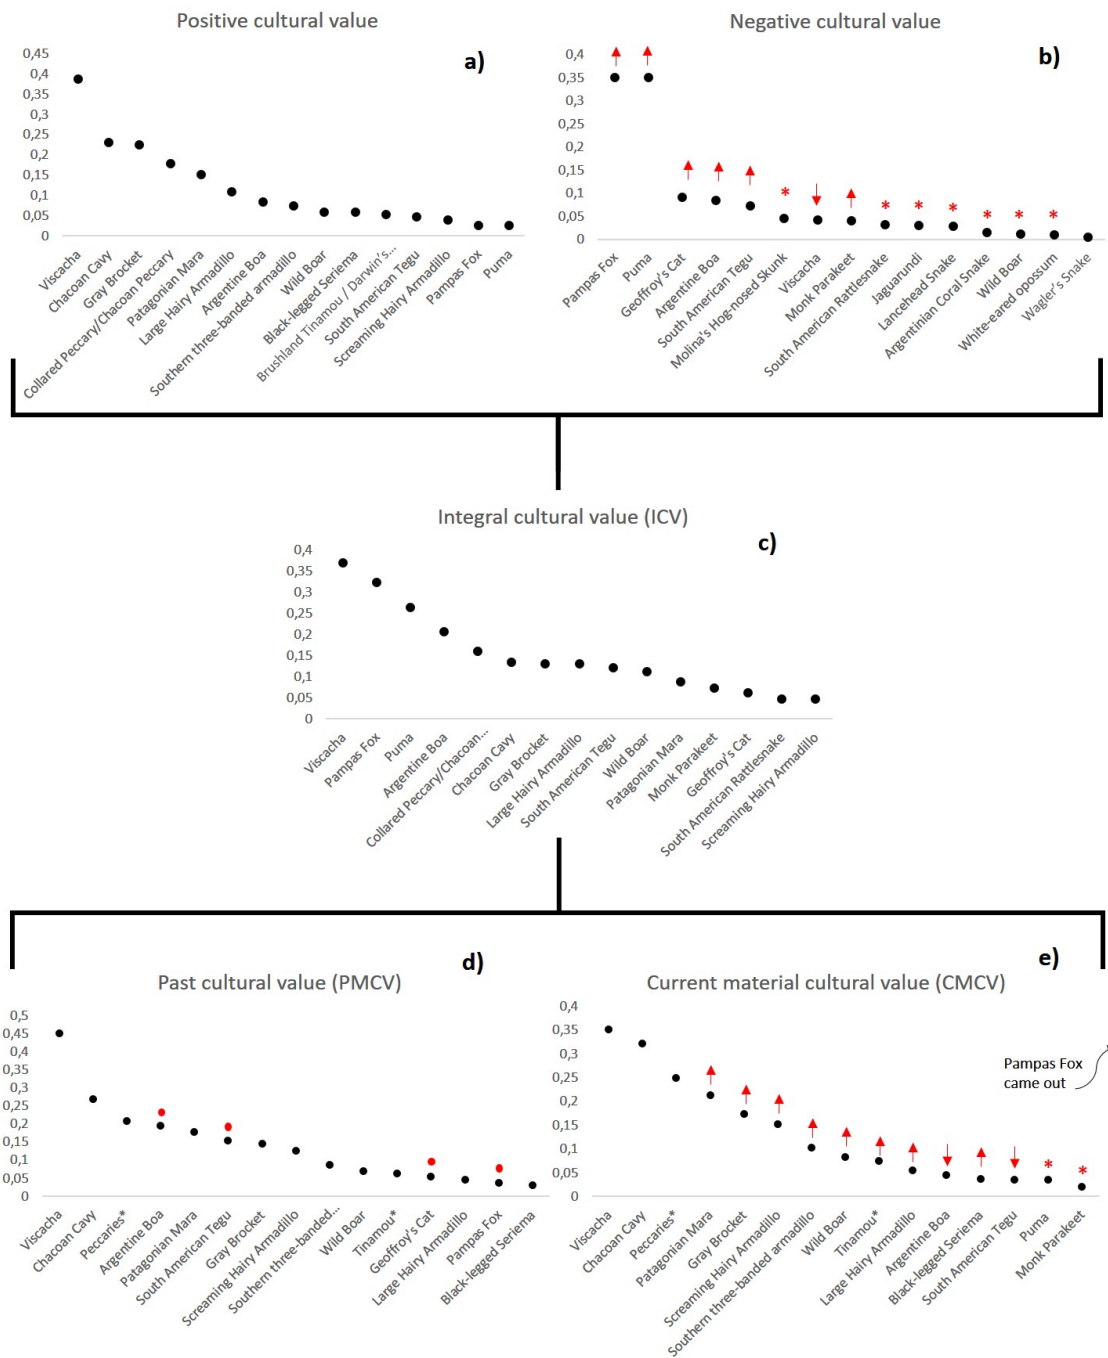 Positive cultural value
a)
0,45
0,4
0,35
0,3
0,25
0,2
0,15
0,1
0,05
0
Viscacha
Chacoan Cavy
Gray Brocket
Collared Peccary/Chacoan Peccary
Patagonian Mara
Large Hairy Armadillo
Argentine Boa
Southern three-banded armadillo
Wild Boar
Black-legged Seriema
Brushland Tinamou // Darwin's...
South American Tegu
Screaming Hairy Armadillo
Pampas Fox
Puma
Negative cultural value
b)
0,4
0,35
0,3
0,25
0,2
0,15
0,1
0,05
0
* * * * * * *
Pampas Fox
Puma
Geoffroy's Cat
Argentine Boa
South American Tegu
Molina's Hog-nosed Skunk
Viscacha
Monk Parakeet
South American Rattlesnake
Jaguarundi
Lancehead Snake
Argentinian Coral Snake
Wild Boar
White-eared opossum
Wagler's Snake
Integral cultural value (ICV)
c)
0,4
0,35
0,3
0,25
0,2
0,15
0,1
0,05
0
Viscacha
Pampas Fox
Puma
Argentine Boa
Collared Peccary/Chacoan...
Chacoan Cavy
Gray Brocket
Large Hairy Armadillo
South American Tegu
Wild Boar
Patagonian Mara
Monk Parakeet
Geoffroy's Cat
South American Rattlesnake
Screaming Hairy Armadillo
d)
Past cultural value (PMCV)
0,5
0,45
0,4
0,35
0,3
0,25
0,2
0,15
0,1
0,05
0
Viscacha
Chacoan Cavy
Peccaries*
Argentine Boa
Patagonian Mara
South American Tegu
Gray Brocket
Screaming Hairy Armadillo
Southern three-banded...
Wild Boar
Tinamou*
Geoffroy's Cat
Large Hairy Armadillo
Pampas Fox
Black-legged Seriema
e)
Current material cultural value (CMCV)
0,4
0,35
0,3
0,25
0,2
0,15
0,1
0,05
0
Pampas Fox
came out
* *
Viscacha
Chacoan Cavy
Peccaries*
Patagonian Mara
Gray Brocket
Screaming Hairy Armadillo
Southern three-banded armadillo
Wild Boar
Tinamou*
Large Hairy Armadillo
Argentine Boa
Black-legged Seriema
South American Tegu
Puma
Monk Parakeet